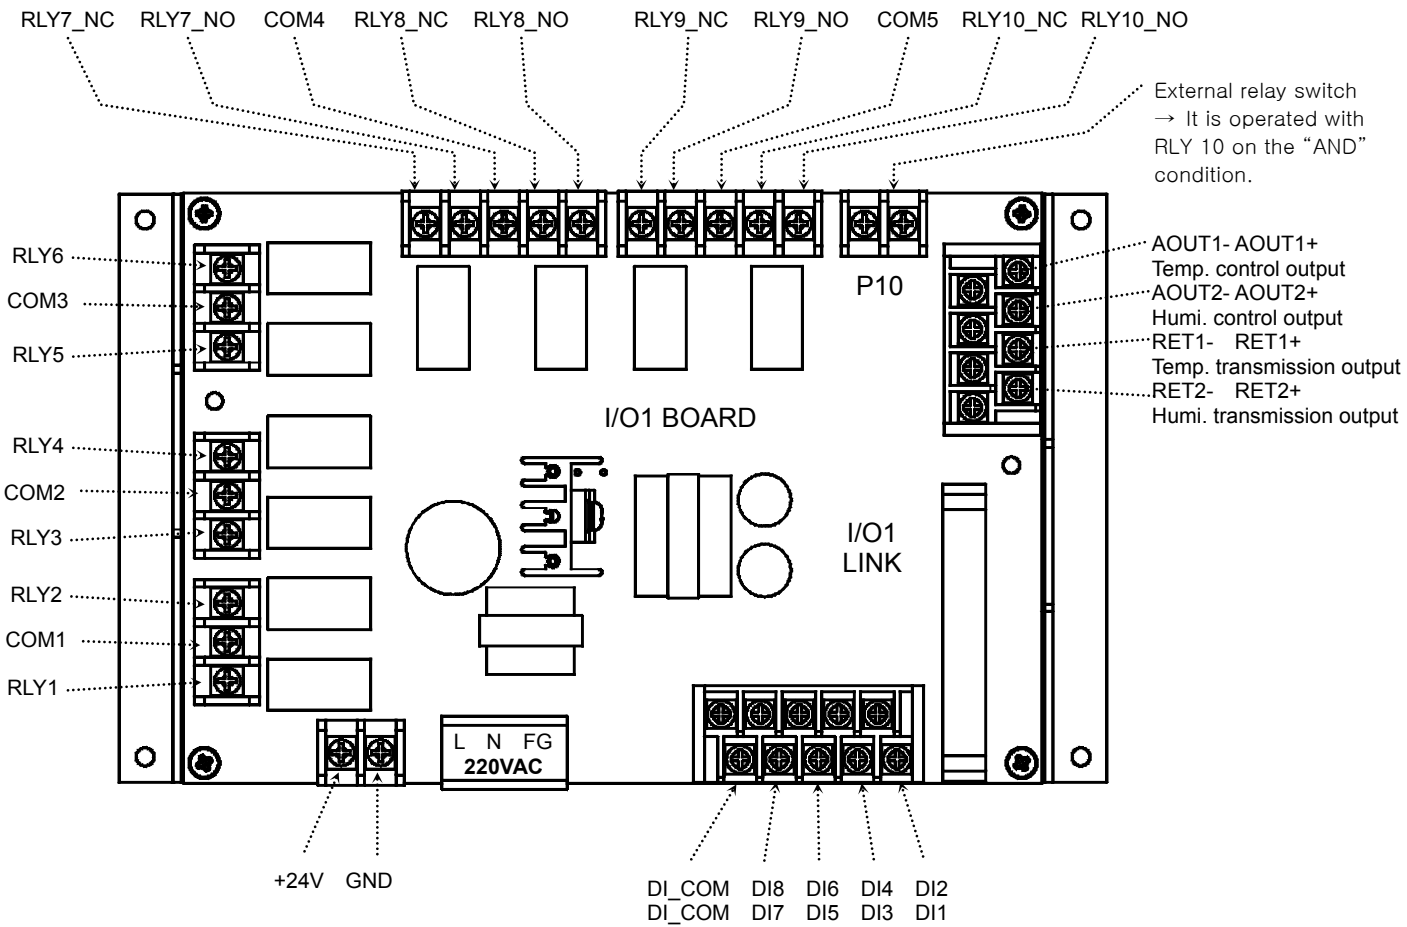 RLY7_NC RLY7_NO COM4 RLY8_NC RLY8_NO RLY9_NC RLY9_NO COM5 RLY10_NC RLY10_NO
External relay switch
→ It is operated with
RLY 10 on the “AND”
condition.
AOUT1- AOUT1+
Temp. control output
AOUT2- AOUT2+
Humi. control output
RET1- RET1+
Temp. transmission output
RET2- RET2+
Humi. transmission output
RLY6
COM3
RLY5
RLY4
COM2
RLY3
RLY2
COM1
RLY1
P10
I/O1 BOARD
I/O1
LINK
L N FG
220VAC
+24V GND
DI_COM DI8 DI6 DI4 DI2
DI_COM DI7 DI5 DI3 DI1